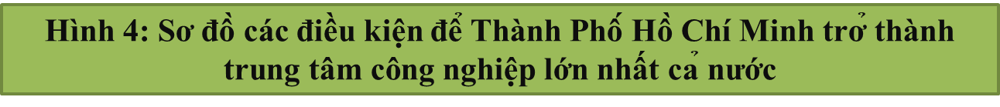 Hình 4: Sơ đồ các điều kiện để Thành Phố Hồ Chí Minh trở thành
trung tâm công nghiệp lớn nhất cả nước